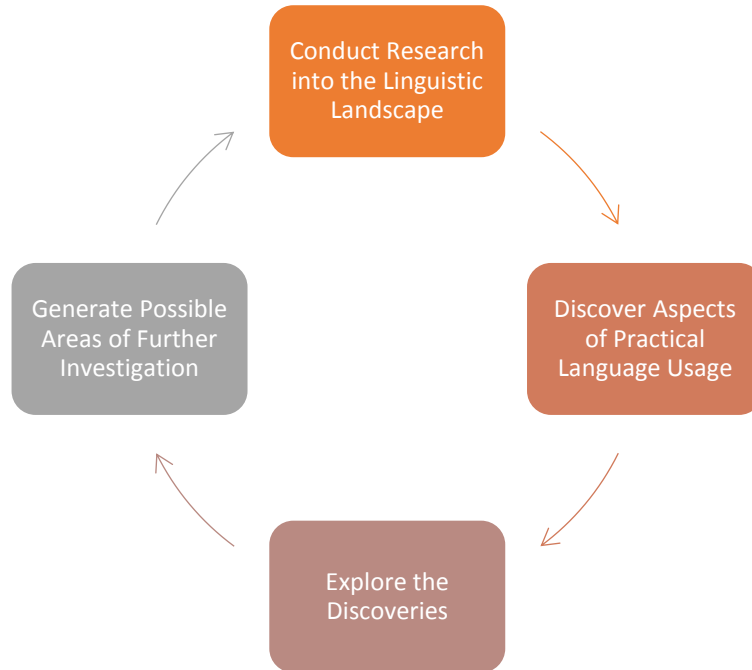 Conduct Research
into the Linguistic
Landscape
Discover Aspects
of Practical
Language Usage
Explore the
Discoveries
Generate Possible
Areas of Further
Investigation